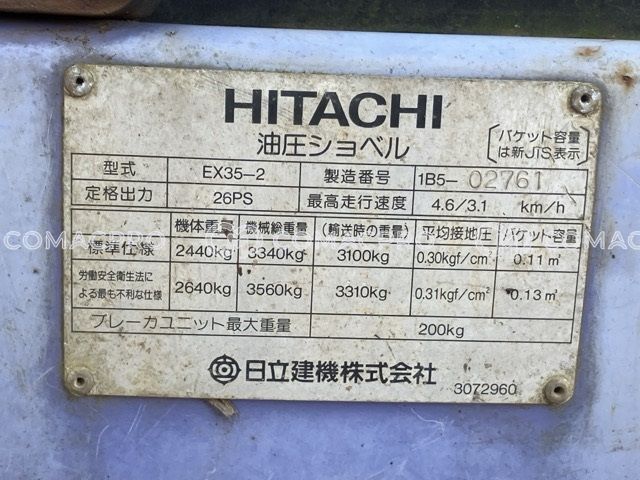 HITACHI
油圧ショベル
バケット容量
は新JIS表示
型式 EX35-2 製造番号 1B5-02761
定格出力 26PS 最高走行速度 4.6/3.1 km/h
機体重量 機械総重量 (輸送時の重量) 平均接地圧 バケット容量
標準仕様 2440kg 3340kg 3100kg 0.30kgf/cm² 0.11m³
労働安全衛生法に
よる最も不利な仕様 2640kg 3560kg 3310kg 0.31kgf/cm² 0.13m³
ブレーカユニット最大重量 200kg
日立建機株式会社
3072960